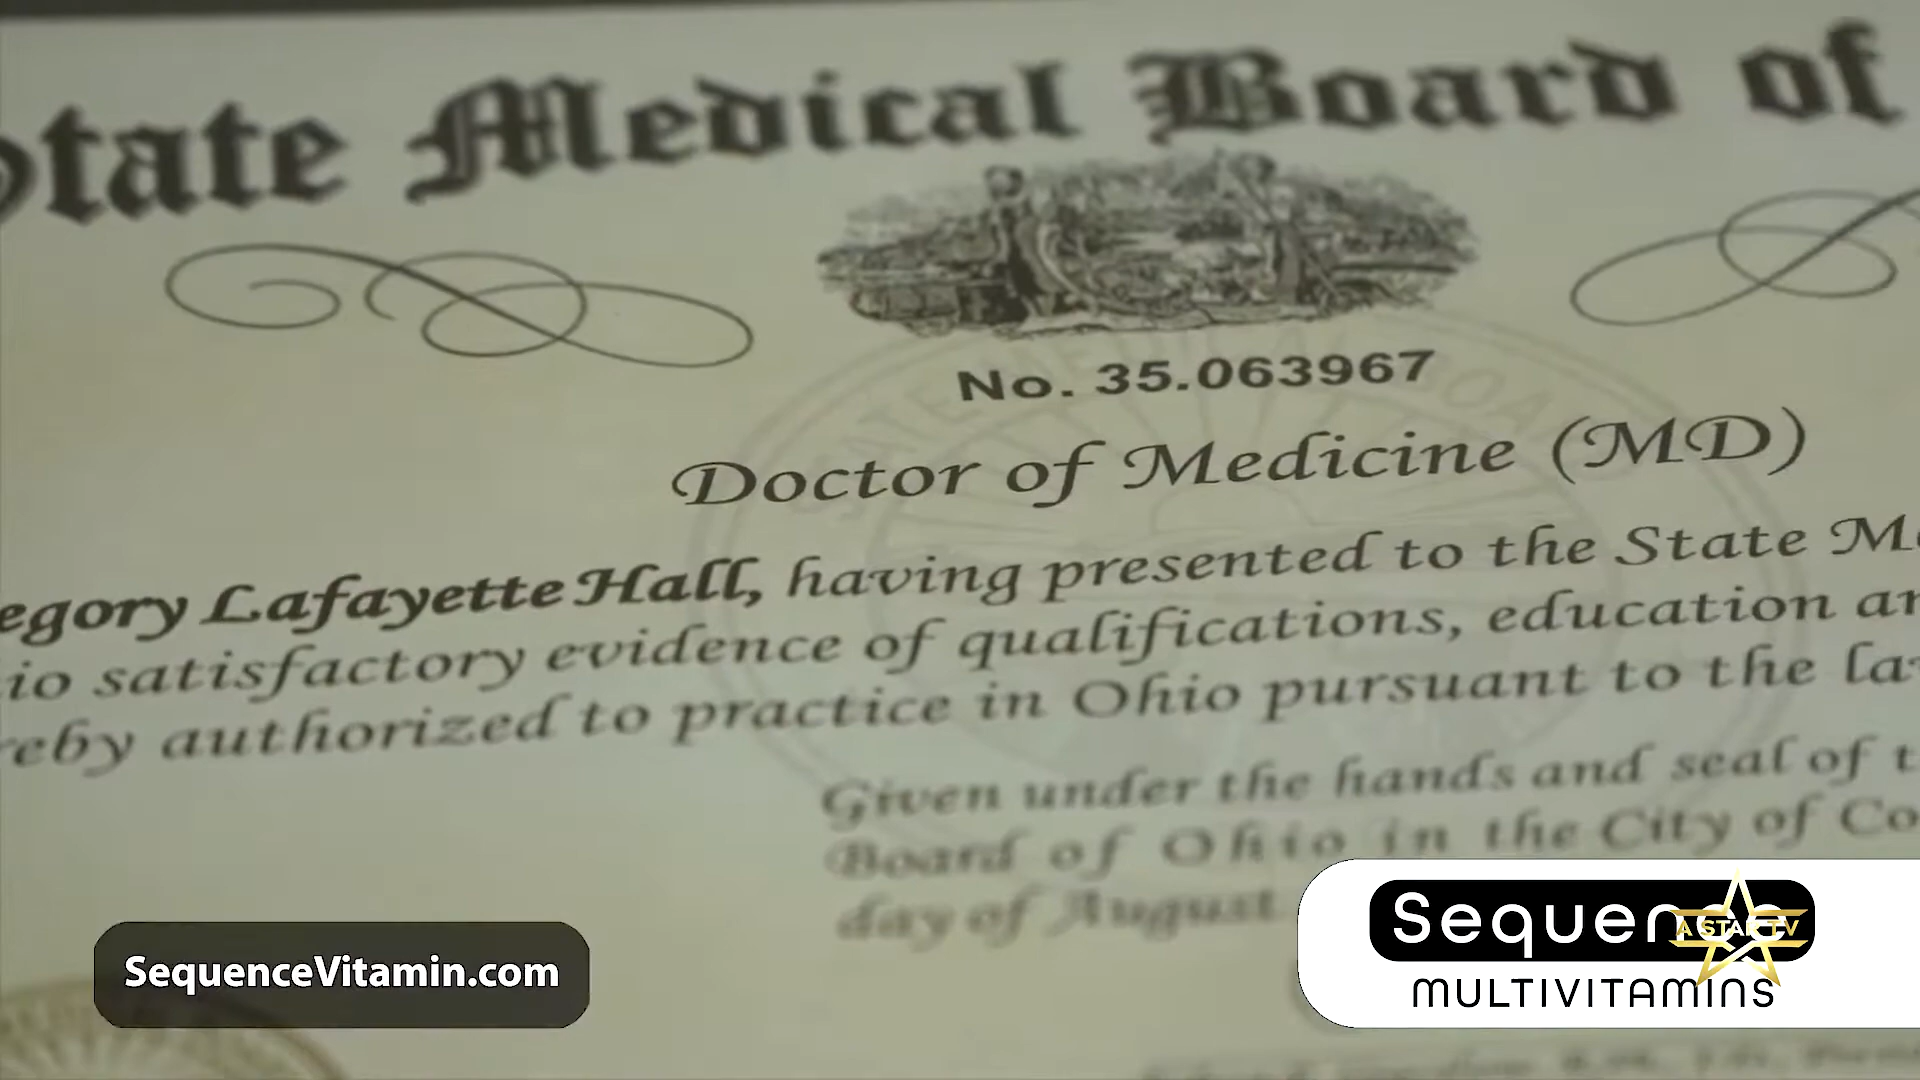 State Medical Board of
No. 35.063967
Doctor of Medicine (MD)
egory Lafayette Hall, having presented to the State M
io satisfactory evidence of qualifications, education an
reby authorized to practice in Ohio pursuant to the la
Given under the hands and seal of t
Board of Ohio in the City of Co
day of August
SequenceVitamin.com
Sequence
A STAR TV
MULTIVITAMINS